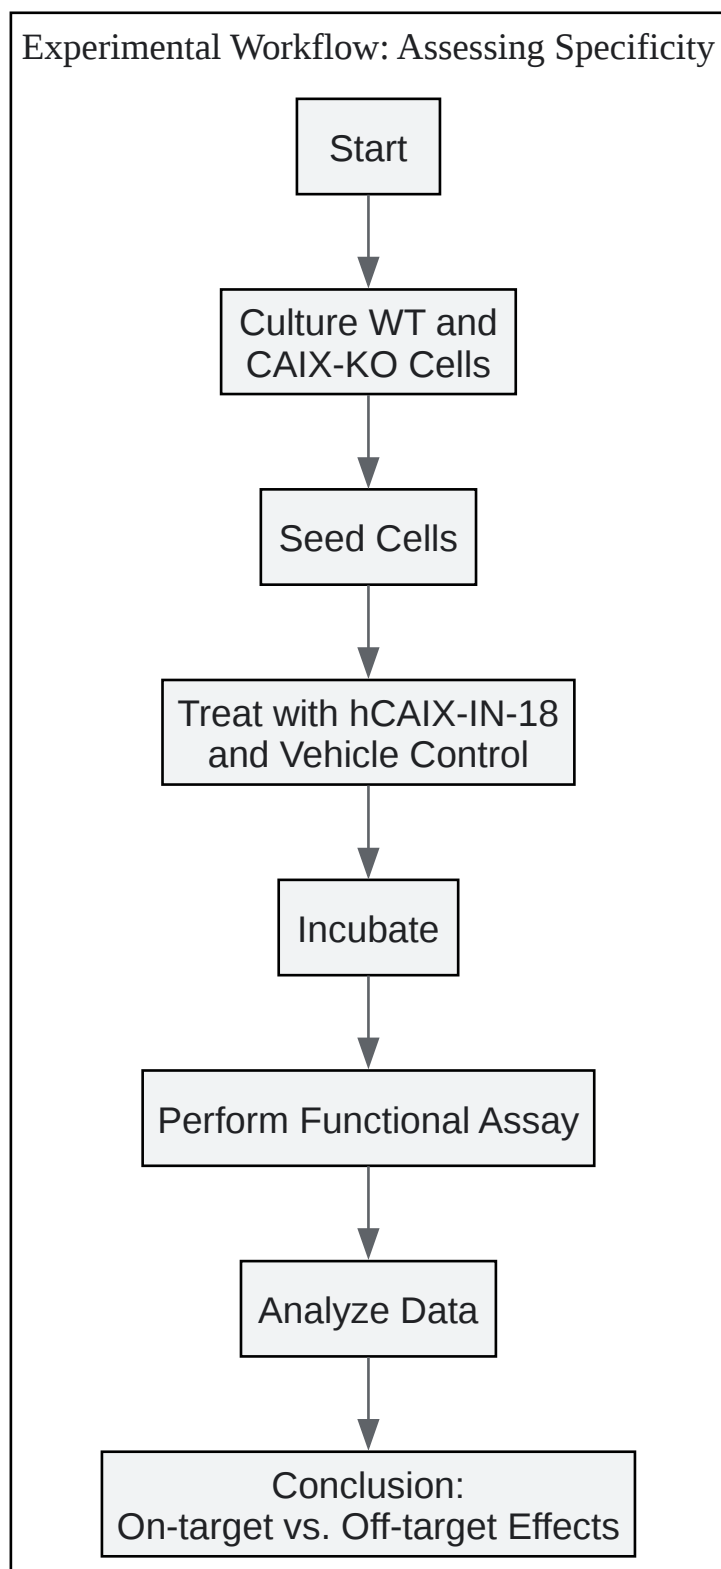 Experimental Workflow: Assessing Specificity
Start
Culture WT and
CAIX-KO Cells
Seed Cells
Treat with hCAIX-IN-18
and Vehicle Control
Incubate
Perform Functional Assay
Analyze Data
Conclusion:
On-target vs. Off-target Effects